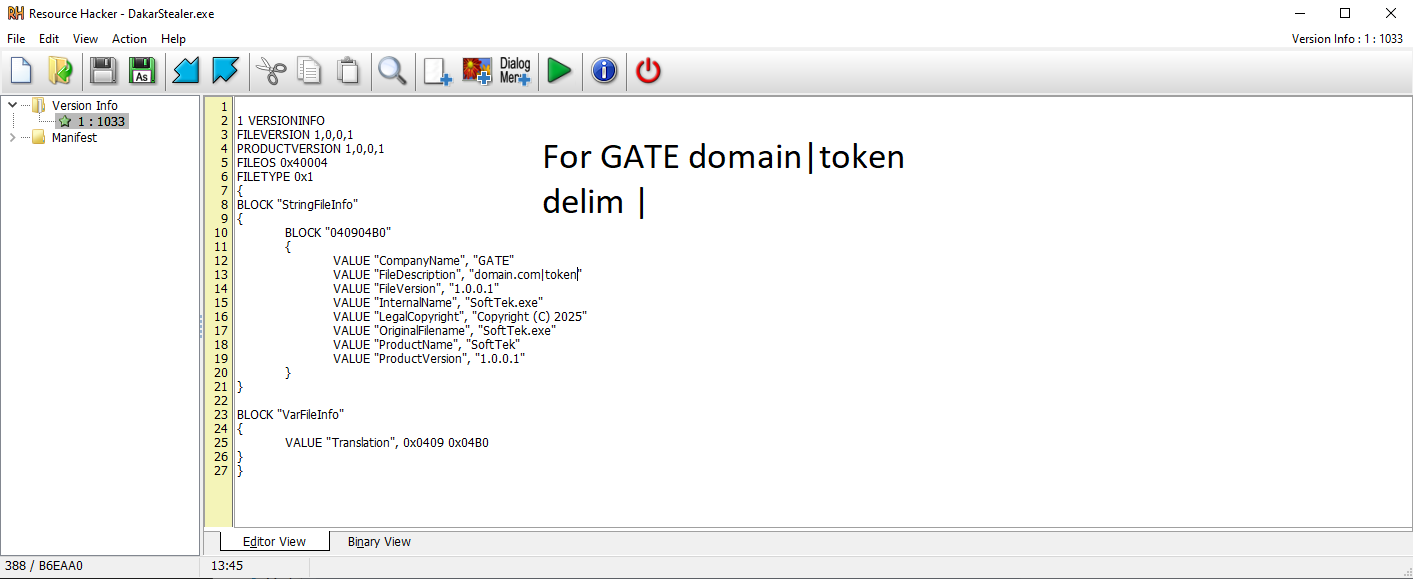 Resource Hacker - DakarStealer.exe
File Edit View Action Help
Version Info : 1 : 1033
As
Dialog
Menu
Version Info
1 : 1033
Manifest
1
2 1 VERSIONINFO
3 FILEVERSION 1,0,0,1
4 PRODUCTVERSION 1,0,0,1
5 FILEOS 0x40004
6 FILETYPE 0x1
7 {
8 BLOCK "StringFileInfo"
9 {
10 BLOCK "040904B0"
11 {
12 VALUE "CompanyName", "GATE"
13 VALUE "FileDescription", "domain.com|token"
14 VALUE "FileVersion", "1.0.0.1"
15 VALUE "InternalName", "SoftTek.exe"
16 VALUE "LegalCopyright", "Copyright (C) 2025"
17 VALUE "OriginalFilename", "SoftTek.exe"
18 VALUE "ProductName", "SoftTek"
19 VALUE "ProductVersion", "1.0.0.1"
20 }
21 }
22
23 BLOCK "VarFileInfo"
24 {
25 VALUE "Translation", 0x0409 0x04B0
26 }
27 }
For GATE domain|token
delim |
Editor View Binary View
388 / B6EAA0 13:45